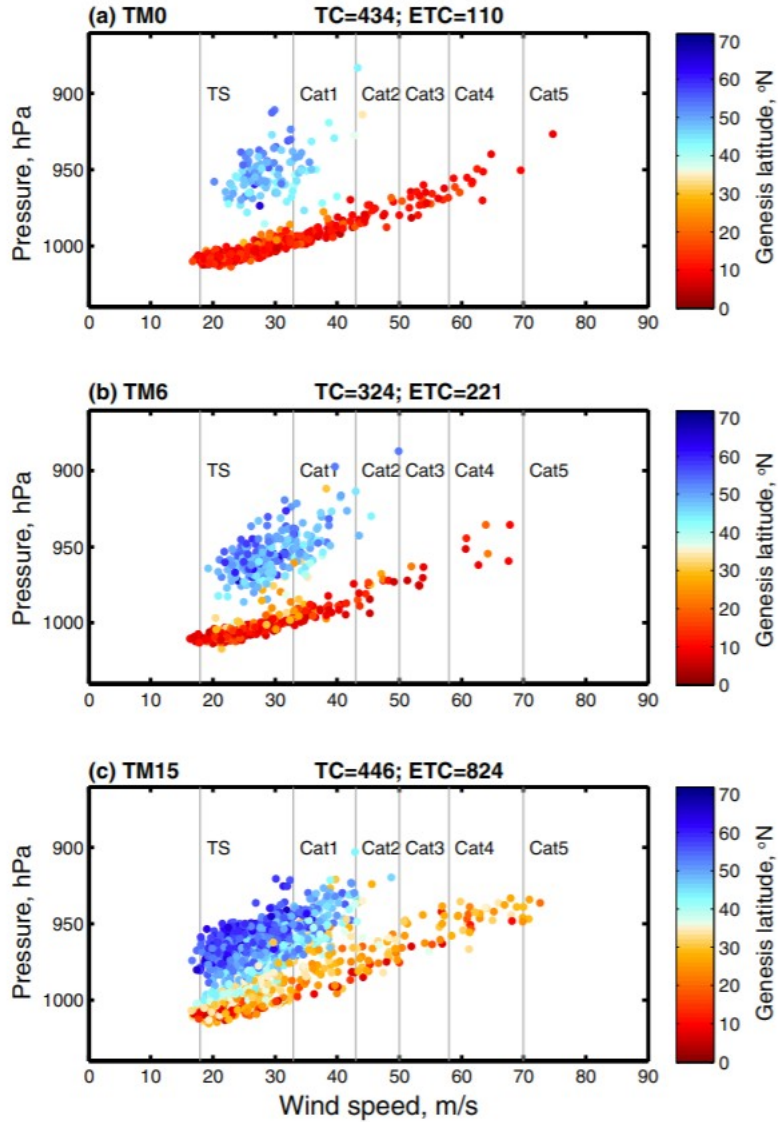 (a) TM0 TC=434; ETC=110
TS Cat1 Cat2 Cat3 Cat4 Cat5
900
950
1000
Pressure, hPa
0 10 20 30 40 50 60 70 80 90
70
60
50
40
30
20
10
0
Genesis latitude, °N
(b) TM6 TC=324; ETC=221
TS Cat1 Cat2 Cat3 Cat4 Cat5
900
950
1000
Pressure, hPa
0 10 20 30 40 50 60 70 80 90
70
60
50
40
30
20
10
0
Genesis latitude, °N
(c) TM15 TC=446; ETC=824
TS Cat1 Cat2 Cat3 Cat4 Cat5
900
950
1000
Pressure, hPa
0 10 20 30 40 50 60 70 80 90
Wind speed, m/s
70
60
50
40
30
20
10
0
Genesis latitude, °N